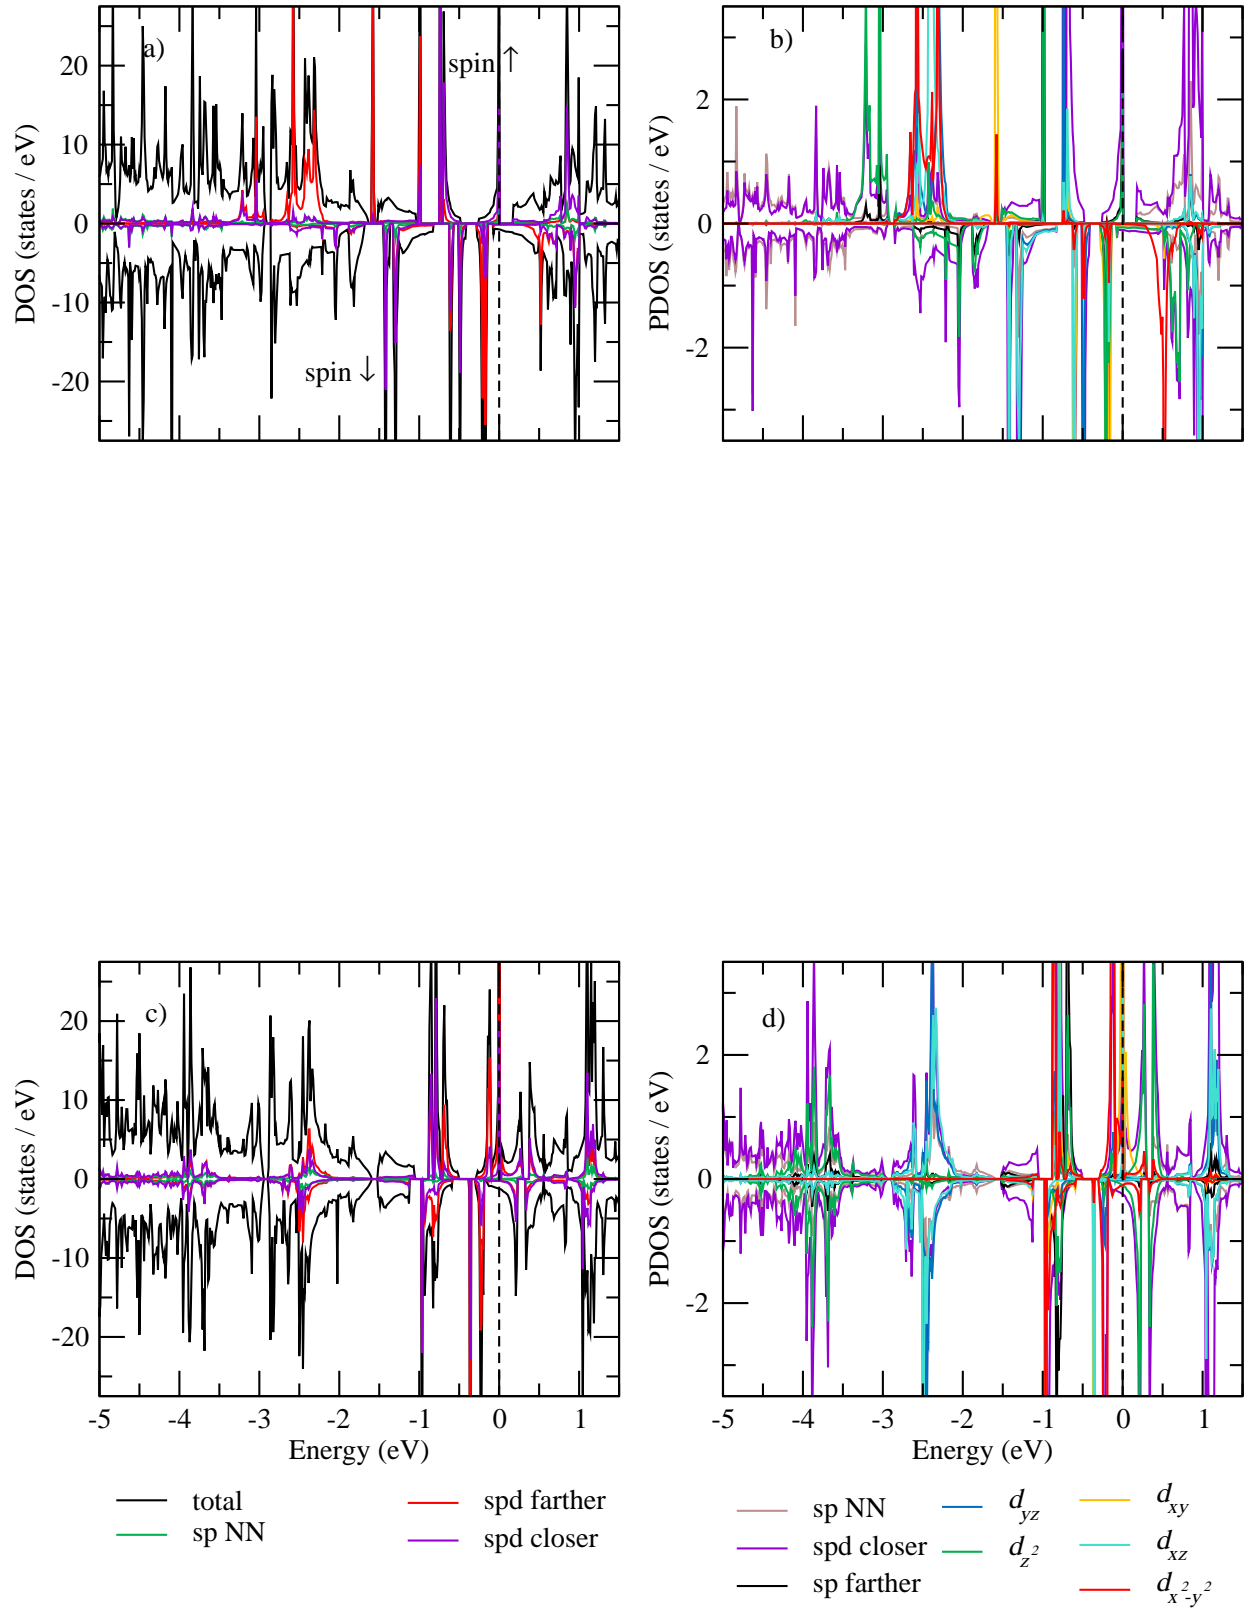 a)
spin ↑
spin ↓
DOS (states / eV)
20
10
0
-10
-20
b)
PDOS (states / eV)
2
0
-2
c)
DOS (states / eV)
20
10
0
-10
-20
-5 -4 -3 -2 -1 0 1
Energy (eV)
d)
PDOS (states / eV)
2
0
-2
-5 -4 -3 -2 -1 0 1
Energy (eV)
total
sp NN
spd farther
spd closer
sp NN
spd closer
sp farther
d_yz
d_z²
d_xy
d_xz
d_x²-y²